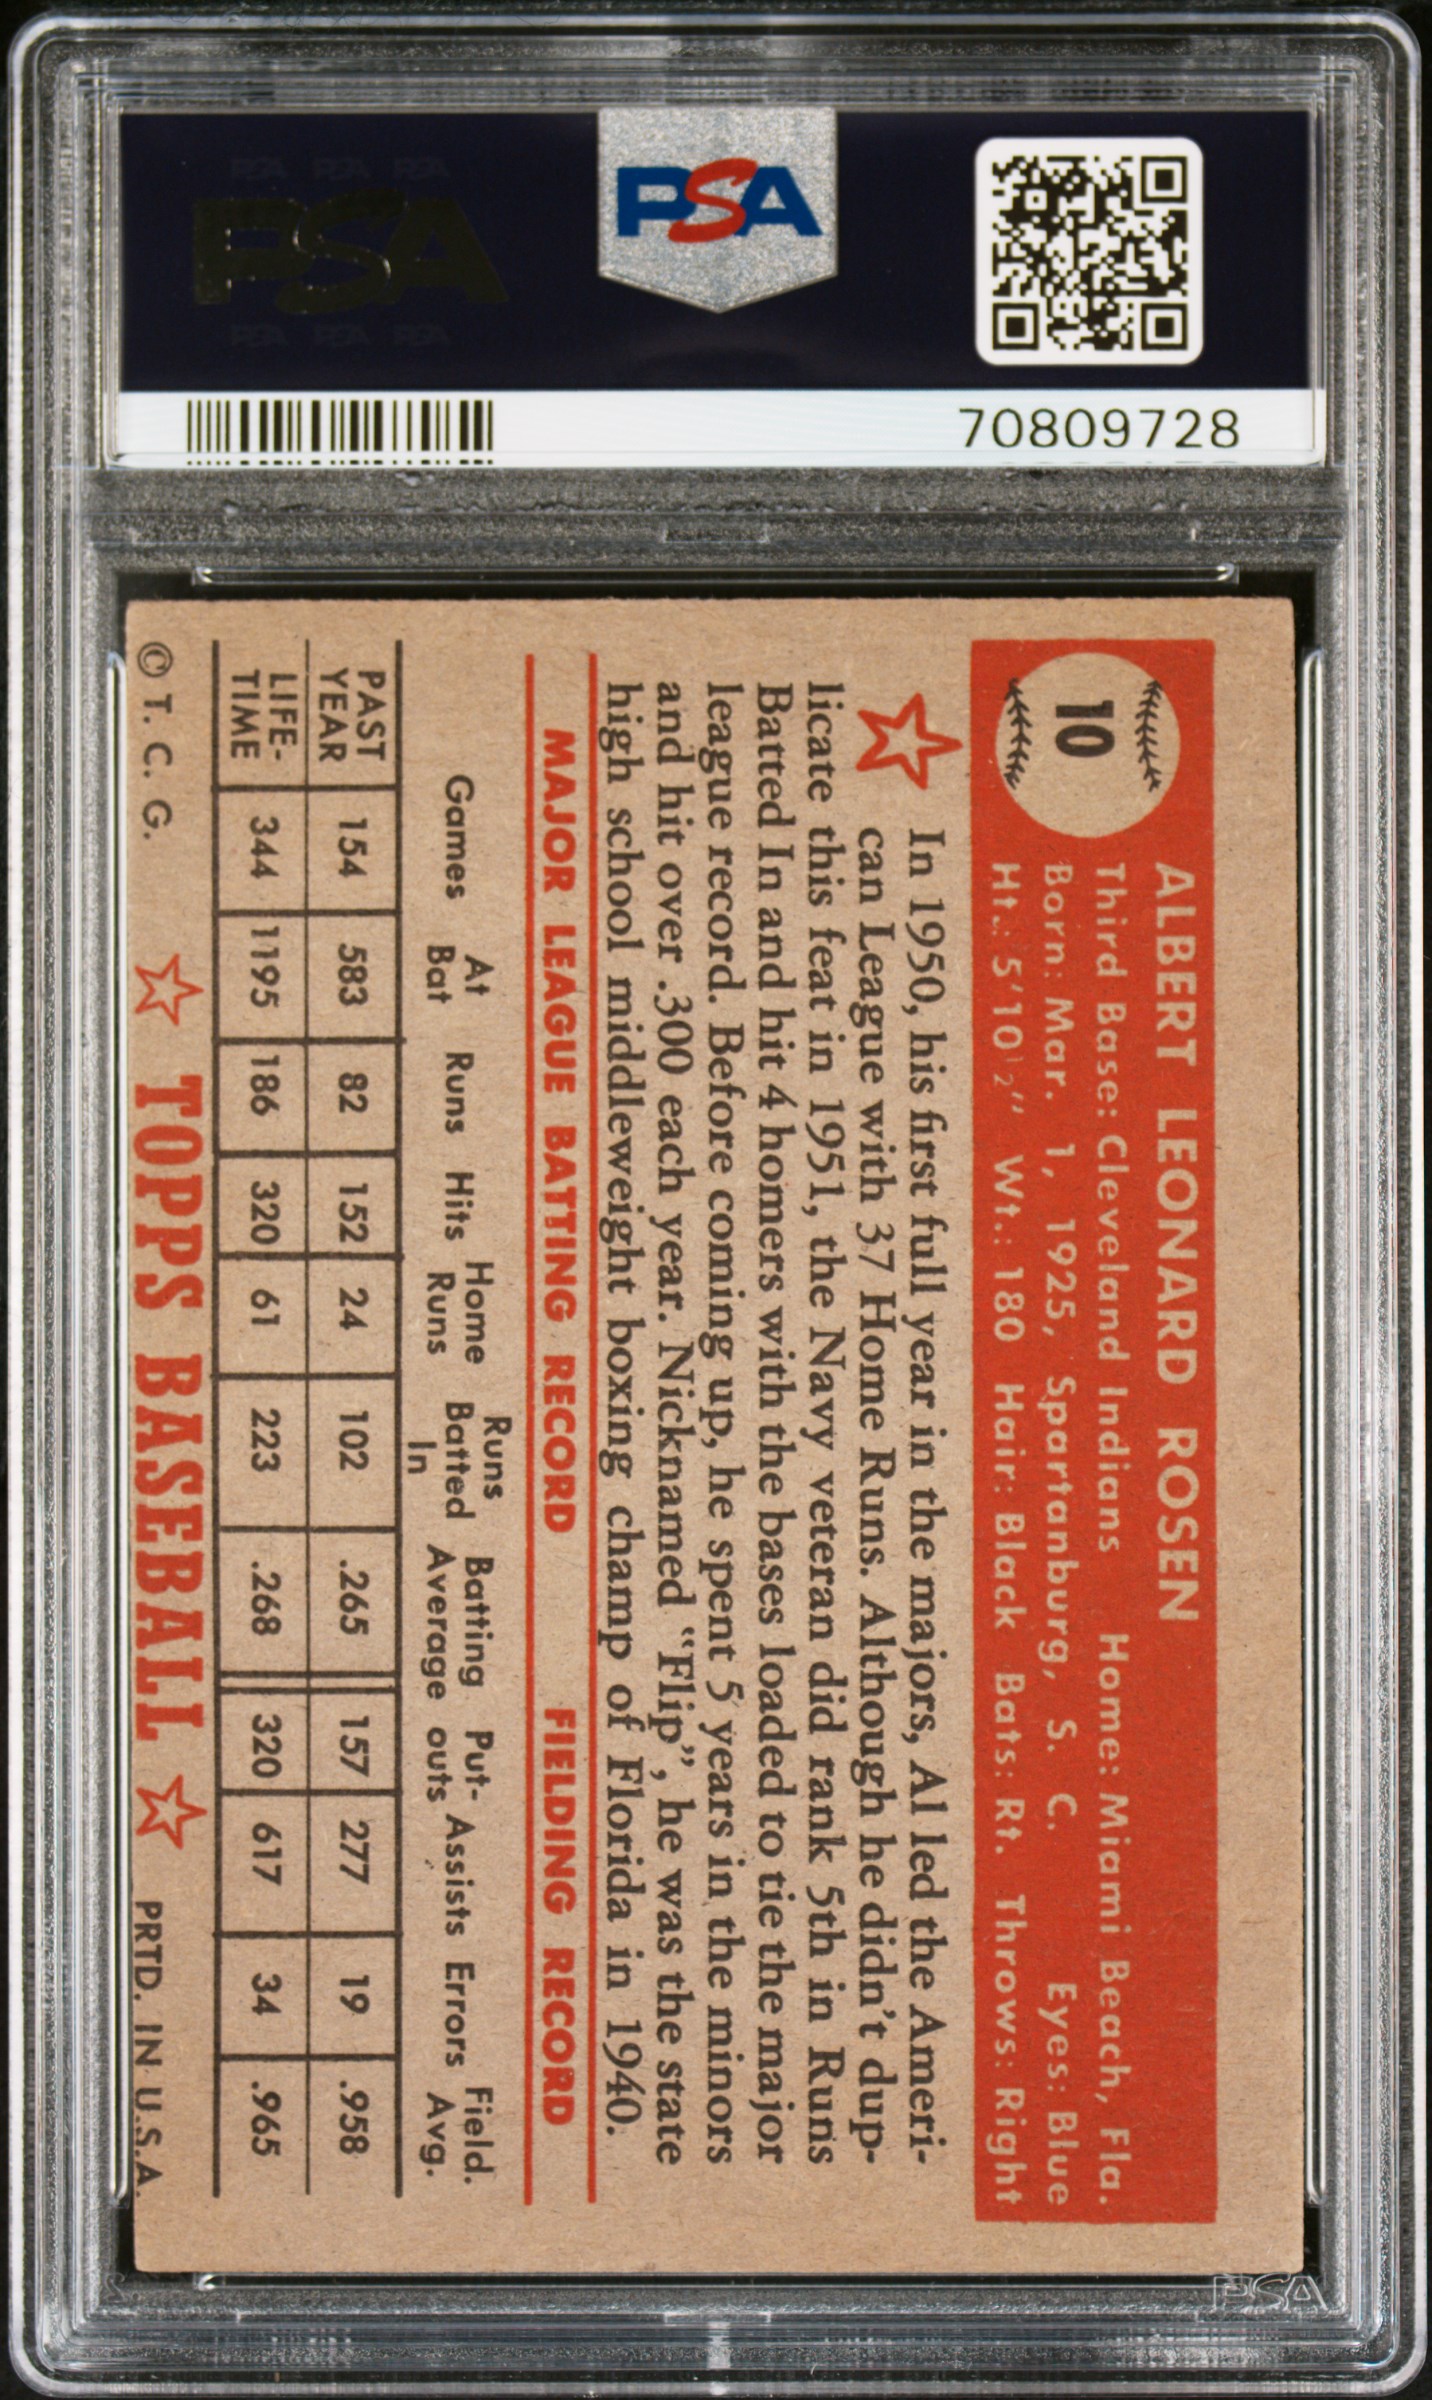 PSA PSA PSA
PSA
PSA PSA PSA
PSA
70809728
10
ALBERT LEONARD ROSEN
Third Base: Cleveland Indians Home: Miami Beach, Fla.
Born: Mar. 1, 1925, Spartanburg, S. C. Eyes: Blue
Ht.: 5'10½" Wt.: 180 Hair: Black Bats: Rt. Throws: Right
In 1950, his first full year in the majors, Al led the Ameri-
can League with 37 Home Runs. Although he didn't dup-
licate this feat in 1951, the Navy veteran did rank 5th in Runs
Batted In and hit 4 homers with the bases loaded to tie the major
league record. Before coming up, he spent 5 years in the minors
and hit over .300 each year. Nicknamed "Flip", he was the state
high school middleweight boxing champ of Florida in 1940.
MAJOR LEAGUE BATTING RECORD FIELDING RECORD
Games At Bat Runs Hits Home Runs Runs Batted In Batting Average Put-outs Assists Errors Field. Avg.
PAST YEAR 154 583 82 152 24 102 .265 157 277 19 .958
LIFE-TIME 344 1195 186 320 61 223 .268 320 617 34 .965
© T. C. G. TOPPS BASEBALL PRTD. IN U.S.A.
PSA